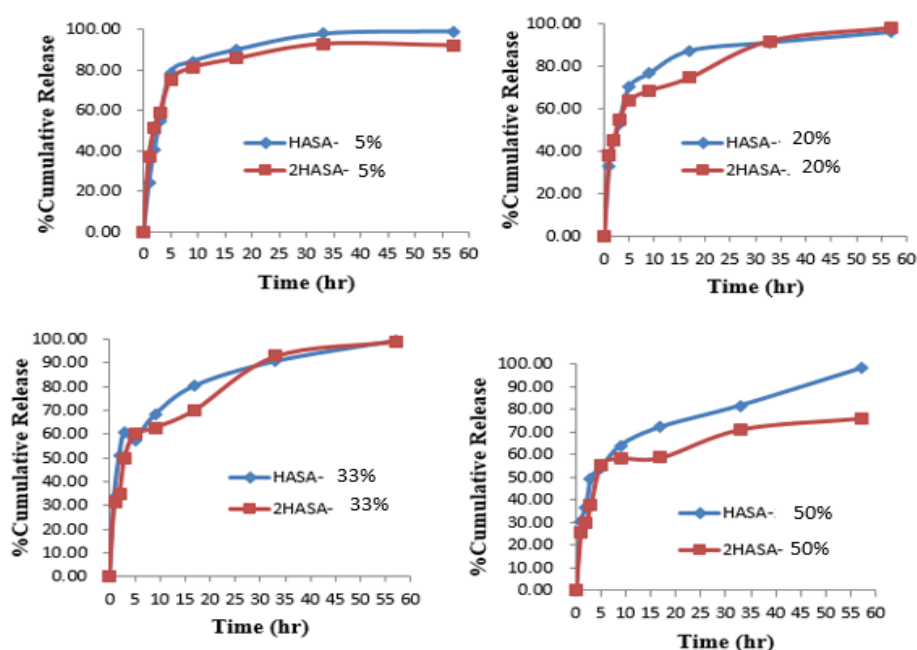 %Cumulative Release
100.00
80.00
60.00
40.00
20.00
0.00
HASA- 5%
2HASA- 5%
0 5 10 15 20 25 30 35 40 45 50 55 60
Time (hr)
%Cumulative Release
100.00
80.00
60.00
40.00
20.00
0.00
HASA-. 20%
2HASA-. 20%
0 5 10 15 20 25 30 35 40 45 50 55 60
Time (hr)
%Cumulative Release
100.00
90.00
80.00
70.00
60.00
50.00
40.00
30.00
20.00
10.00
0.00
HASA- 33%
2HASA- 33%
0 5 10 15 20 25 30 35 40 45 50 55 60
Time (hr)
%Cumulative Release
100.00
90.00
80.00
70.00
60.00
50.00
40.00
30.00
20.00
10.00
0.00
HASA-. 50%
2HASA- 50%
0 5 10 15 20 25 30 35 40 45 50 55 60
Time (hr)